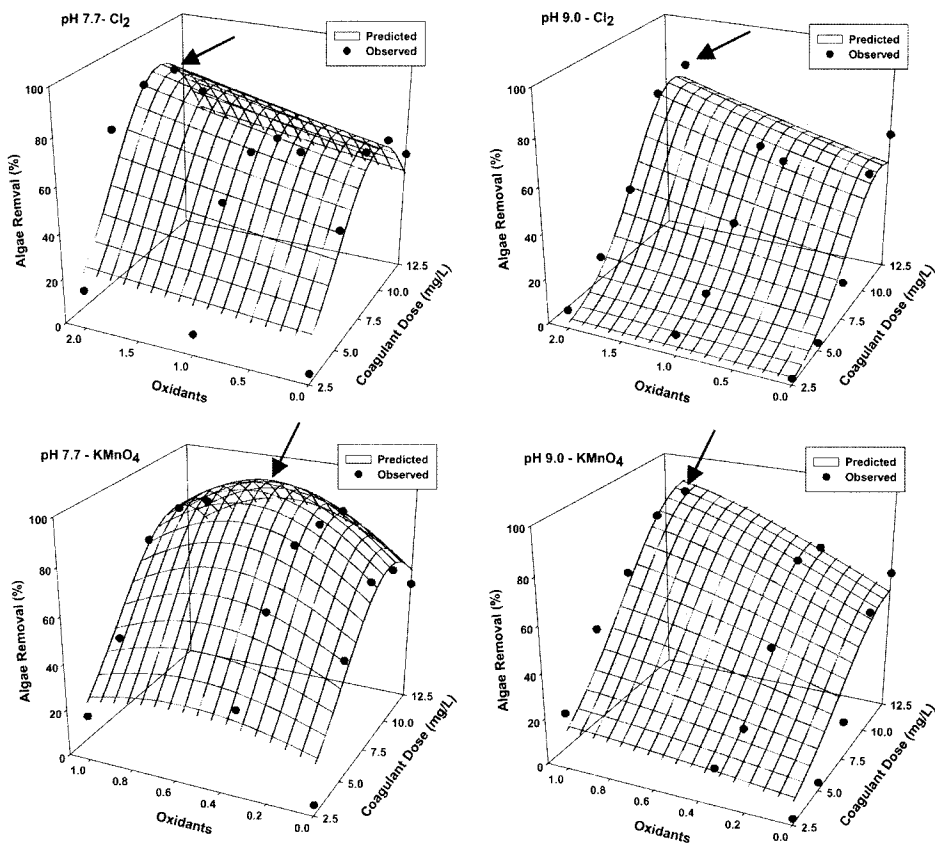 pH 7.7- Cl2
Predicted
Observed
100
80
60
40
20
0
Algae Remval (%)
2.0
1.5
1.0
0.5
0.0
Oxidants
2.5
5.0
7.5
10.0
12.5
Coagulant Dose (mg/L)
pH 9.0 - Cl2
Predicted
Observed
100
80
60
40
20
0
Algae Removal (%)
2.0
1.5
1.0
0.5
0.0
Oxidants
2.5
5.0
7.5
10.0
12.5
Coagulant Dose (mg/L)
pH 7.7 - KMnO4
Predicted
Observed
100
80
60
40
20
0
Algae Removal (%)
1.0
0.8
0.6
0.4
0.2
0.0
Oxidants
2.5
5.0
7.5
10.0
12.5
Coagulant Dose (mg/L)
pH 9.0 - KMnO4
Predicted
Observed
100
80
60
40
20
0
Algae Removal (%)
1.0
0.8
0.6
0.4
0.2
0.0
Oxidants
2.5
5.0
7.5
10.0
12.5
Coagulant Dose (mg/L)